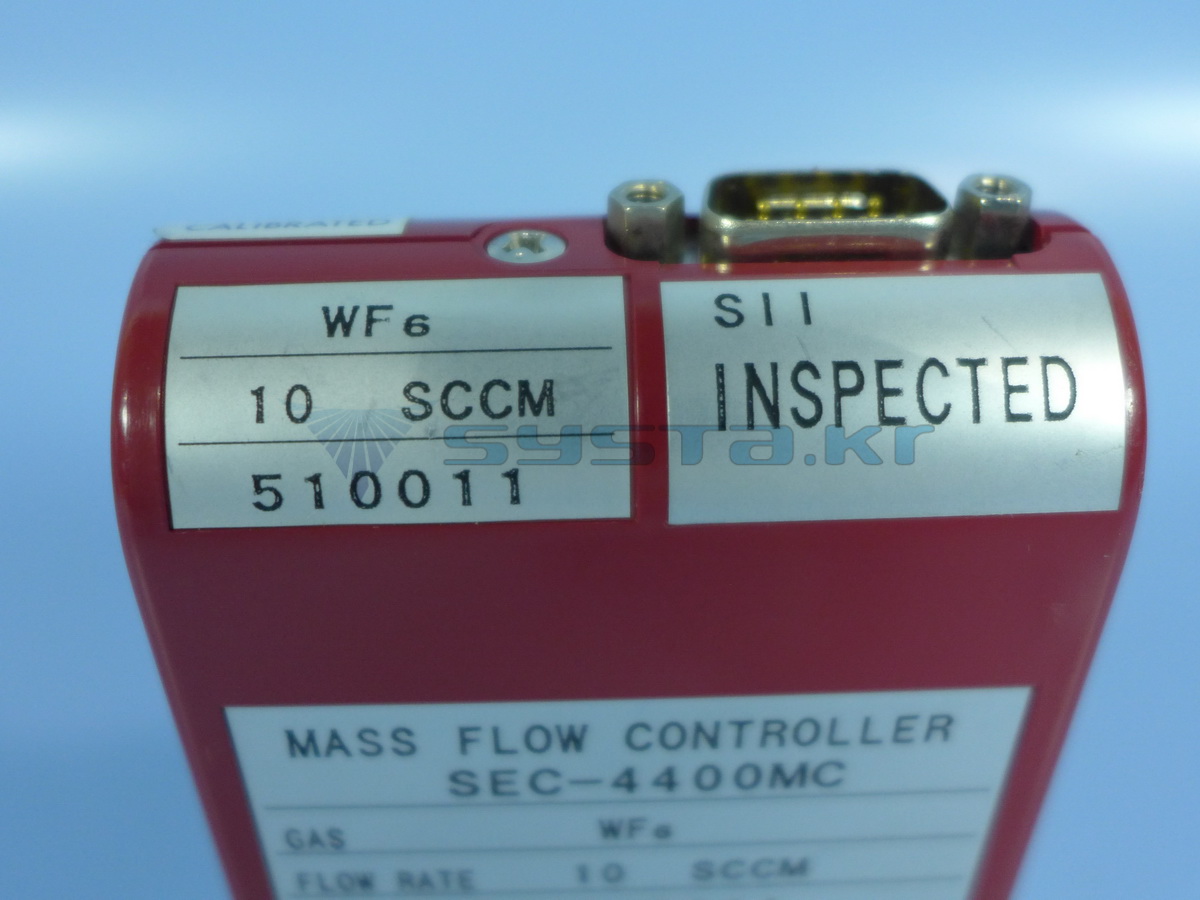 CALIBRATED
WF6
10 SCCM
510011
SII
INSPECTED
systa.kr
MASS FLOW CONTROLLER
SEC-4400MC
GAS WF6
FLOW RATE 10 SCCM